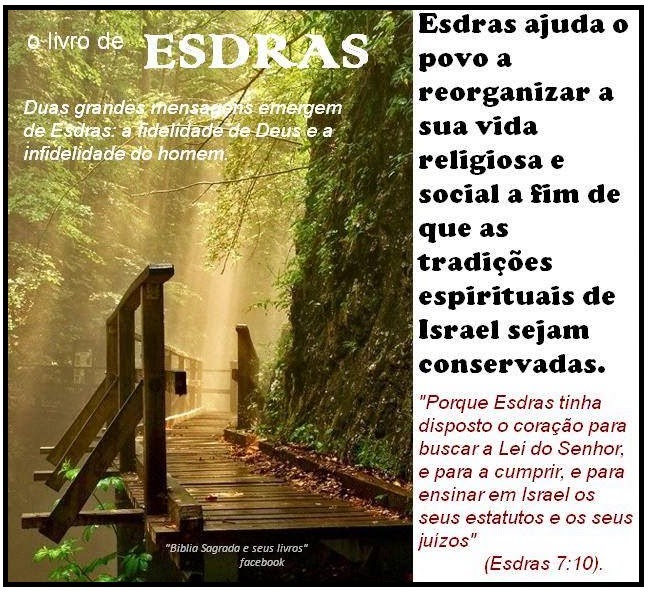 o livro de ESDRAS
Duas grandes mensagens emergem
de Esdras: a fidelidade de Deus e a
infidelidade do homem.
"Biblia Sagrada e seus livros"
facebook
Esdras ajuda o
povo a
reorganizar a
sua vida
religiosa e
social a fim de
que as
tradições
espirituais de
Israel sejam
conservadas.
"Porque Esdras tinha
disposto o coração para
buscar a Lei do Senhor,
e para a cumprir, e para
ensinar em Israel os
seus estatutos e os seus
juízos"
(Esdras 7:10).